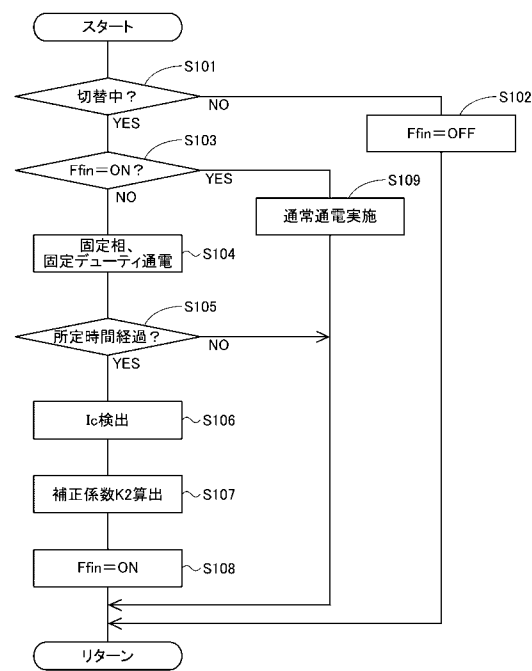 スタート
S101
切替中？
NO
S102
YES
Ffin＝OFF
S103
Ffin＝ON？
YES
S109
NO
通常通電実施
固定相、
固定デューティ通電
S104
S105
所定時間経過？
NO
YES
Ic検出
S106
補正係数K2算出
S107
Ffin＝ON
S108
リターン